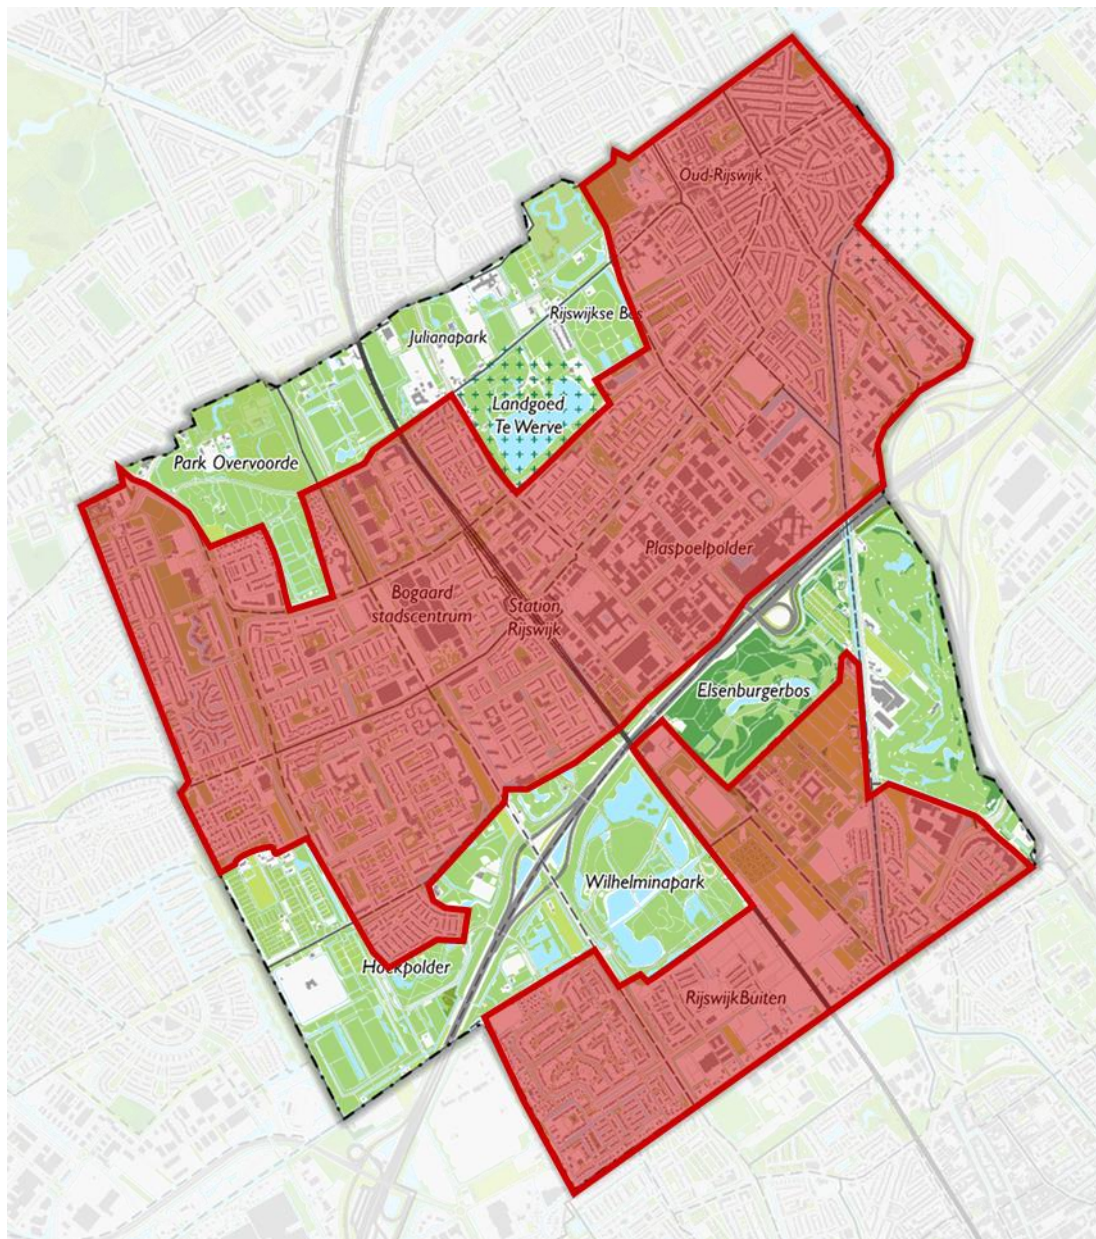 Oud-Rijswijk
Rijswijkse Bos
Julianapark
Landgoed
Te Werve
Park Overvoorde
Plaspoelpolder
Bogaard
stadscentrum
Station
Rijswijk
Elsenburgerbos
Wilhelminapark
Hoekpolder
RijswijkBuiten